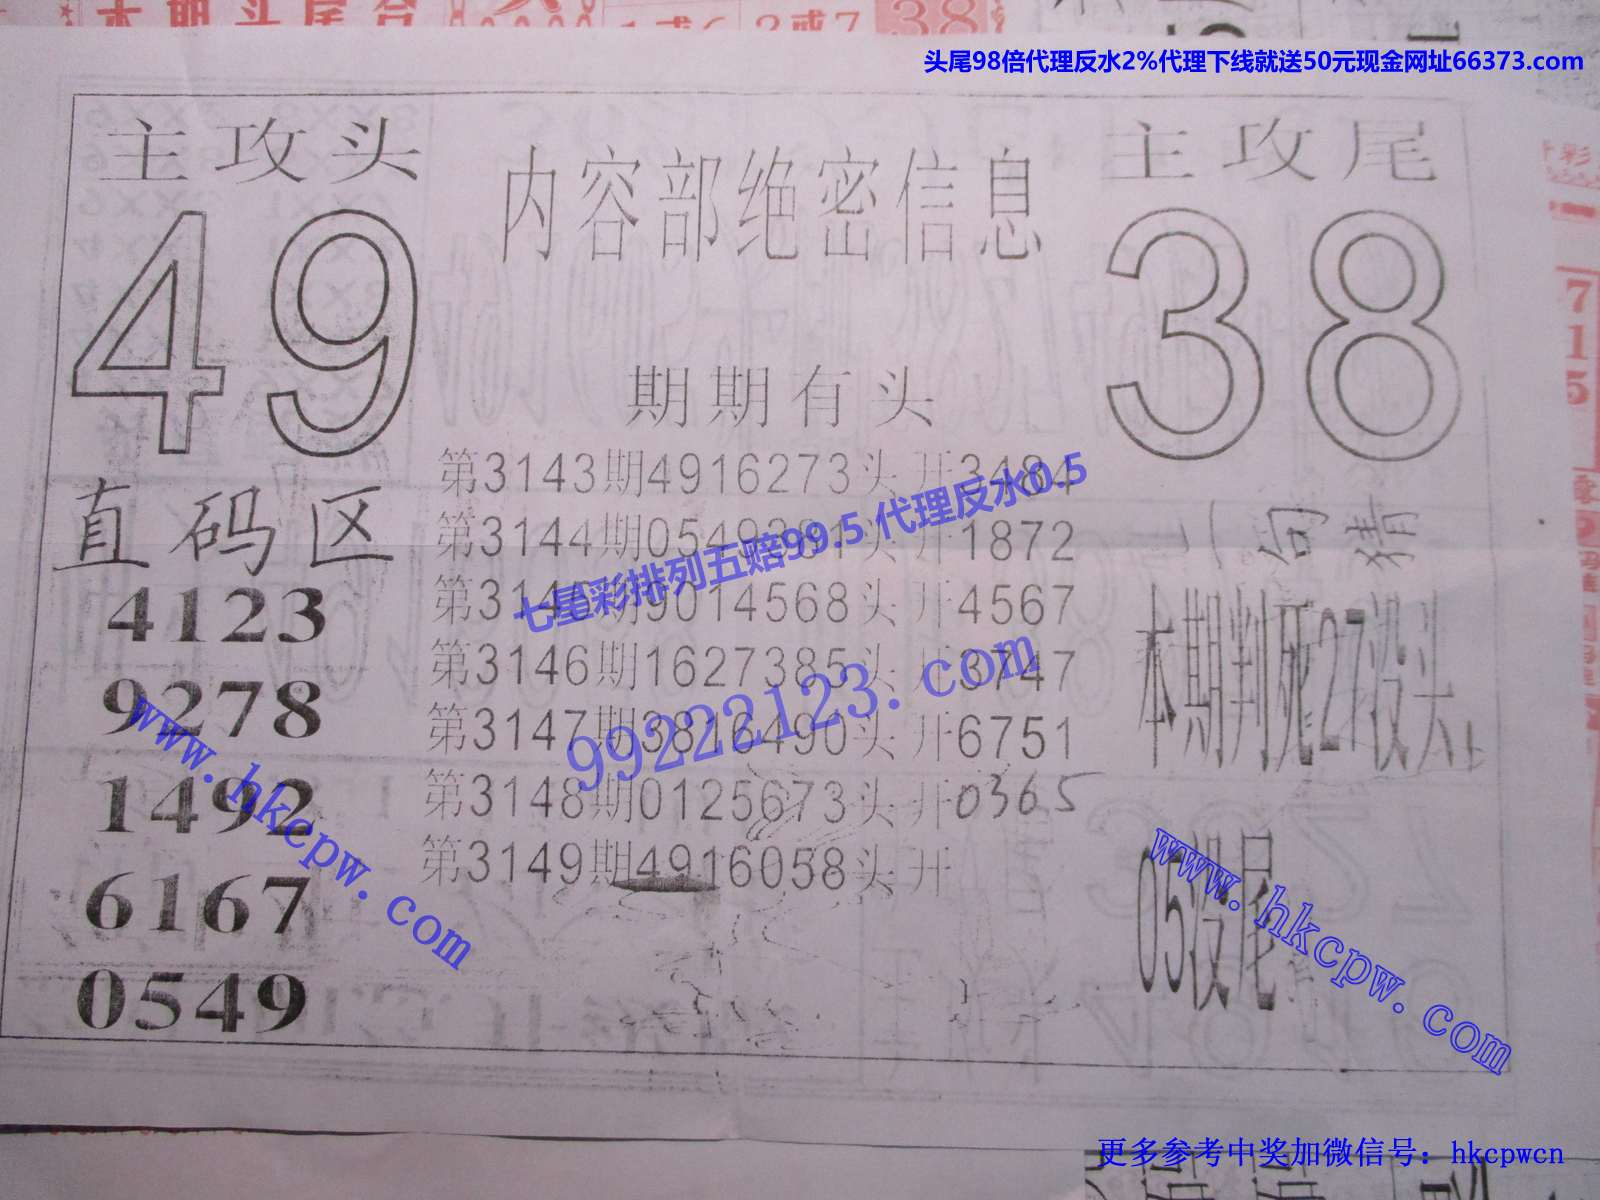 头尾98倍代理反水2%代理下线就送50元现金网址66373.com
主攻头
49
内容部绝密信息
主攻尾
38
期期有头
第3143期4916273头开3484
第3144期0549381头开1872
第3145期9014568头开4567
第3146期1627385头开3747
第3147期3816490头开6751
第3148期0125673头开0365
第3149期4916058头开
七星彩排列五赔99.5代理反水0.5
99222123.com
直码区
4123
9278
1492
6167
0549
www.hkcpw.com
一句猜
本期判死27没头
05没尾
www.hkcpw.com
7
1
5
更多参考中奖加微信号：hkcpwcn